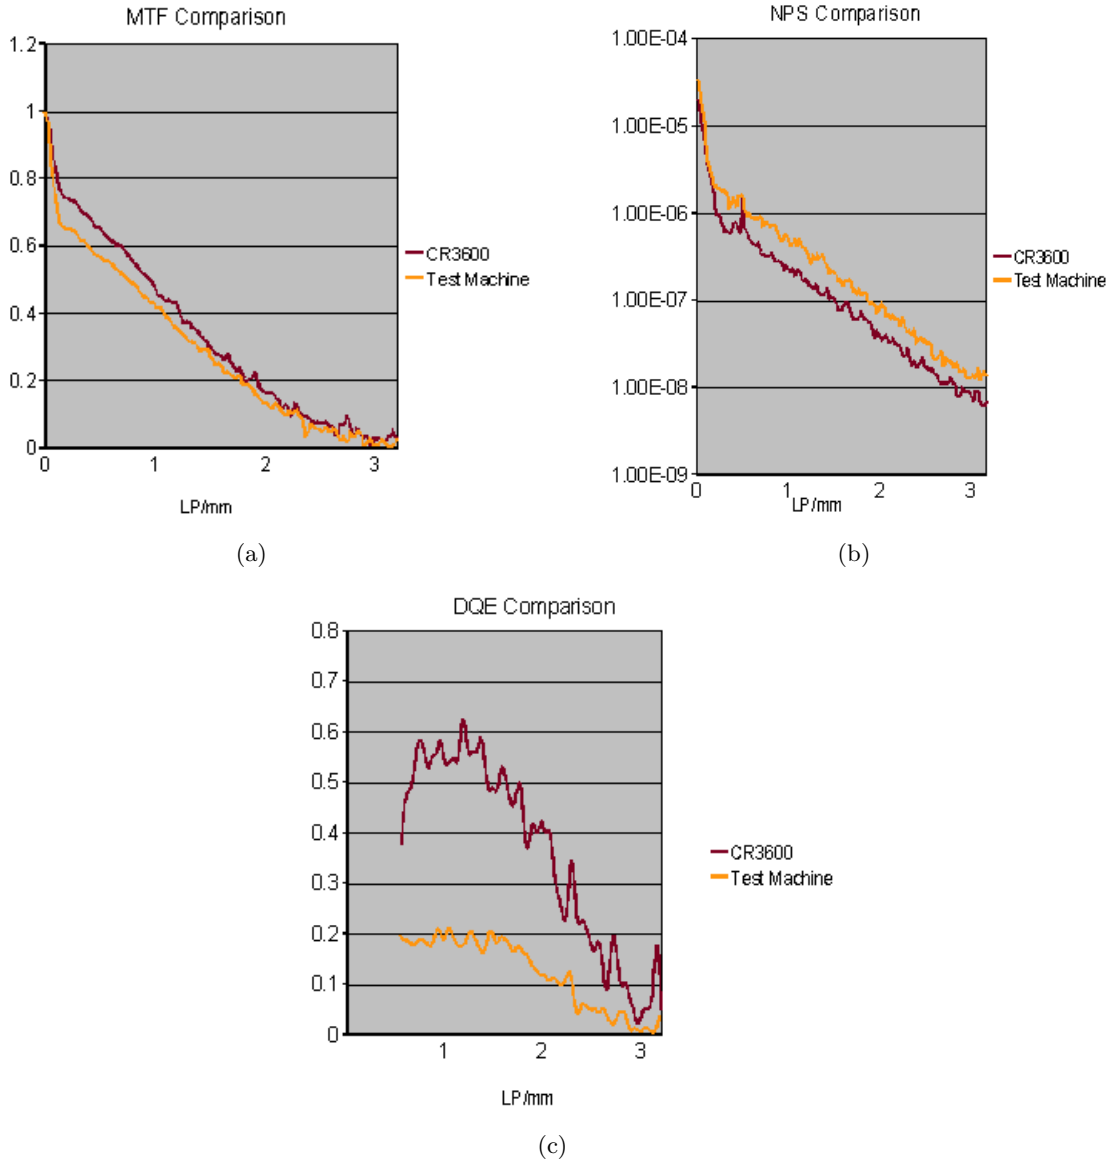 MTF Comparison
1.2
1
0.8
0.6
0.4
0.2
0
0 1 2 3
LP/mm
CR3600
Test Machine
(a)
NPS Comparison
1.00E-04
1.00E-05
1.00E-06
1.00E-07
1.00E-08
1.00E-09
0 1 2 3
LP/mm
CR3600
Test Machine
(b)
DQE Comparison
0.8
0.7
0.6
0.5
0.4
0.3
0.2
0.1
0
1 2 3
LP/mm
CR3600
Test Machine
(c)